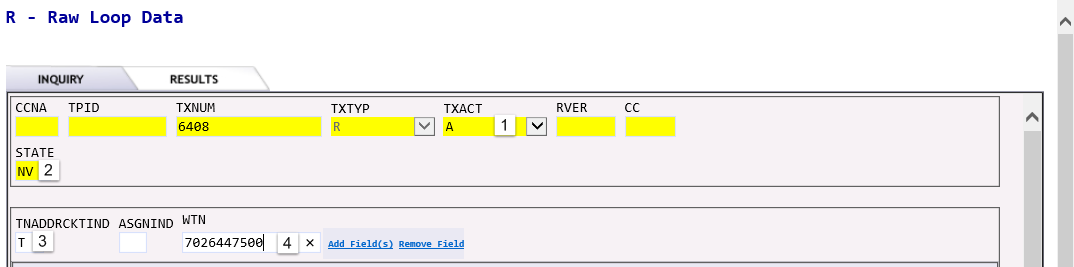 R - Raw Loop Data
INQUIRY RESULTS
CCNA TPID TXNUM TXTYP TXACT RVER CC
6408 R A 1
STATE
NV 2
TNADDRCKTIND ASGNIND WTN
T 3 7026447500 4 × Add Field(s) Remove Field